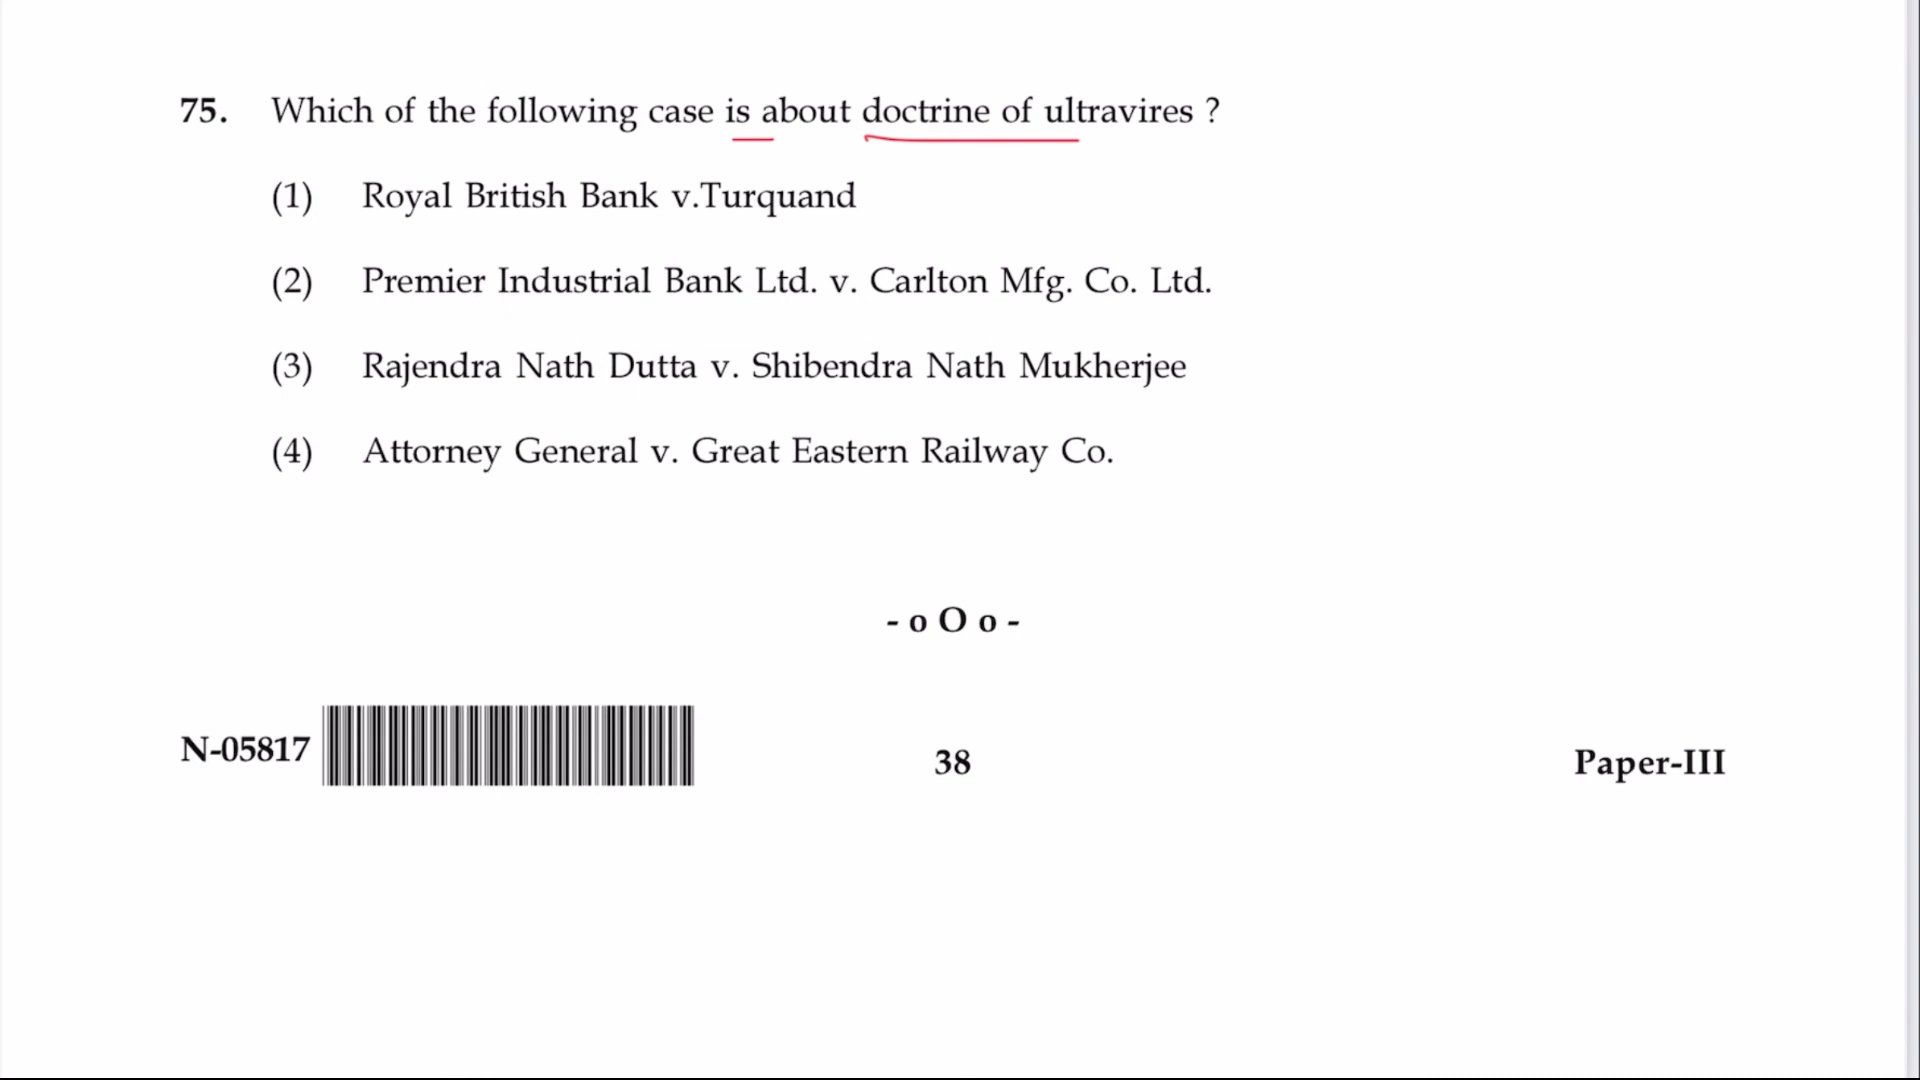 75. Which of the following case is about doctrine of ultravires ?
(1) Royal British Bank v.Turquand
(2) Premier Industrial Bank Ltd. v. Carlton Mfg. Co. Ltd.
(3) Rajendra Nath Dutta v. Shibendra Nath Mukherjee
(4) Attorney General v. Great Eastern Railway Co.
- o O o -
N-05817 38 Paper-III